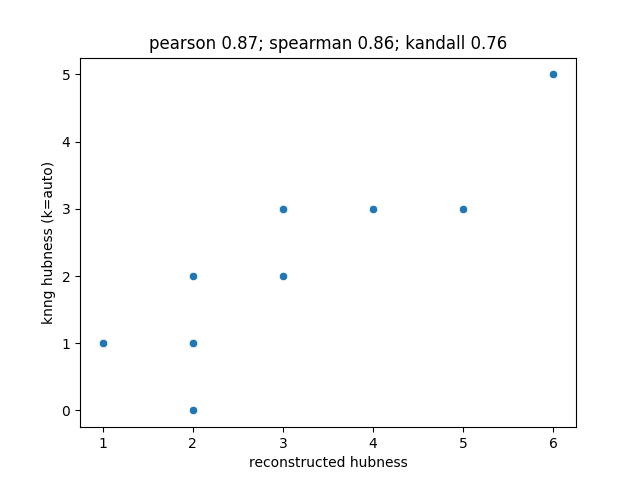 pearson 0.87; spearman 0.86; kandall 0.76
5
4
3
2
1
0
knng hubness (k=auto)
1 2 3 4 5 6
reconstructed hubness